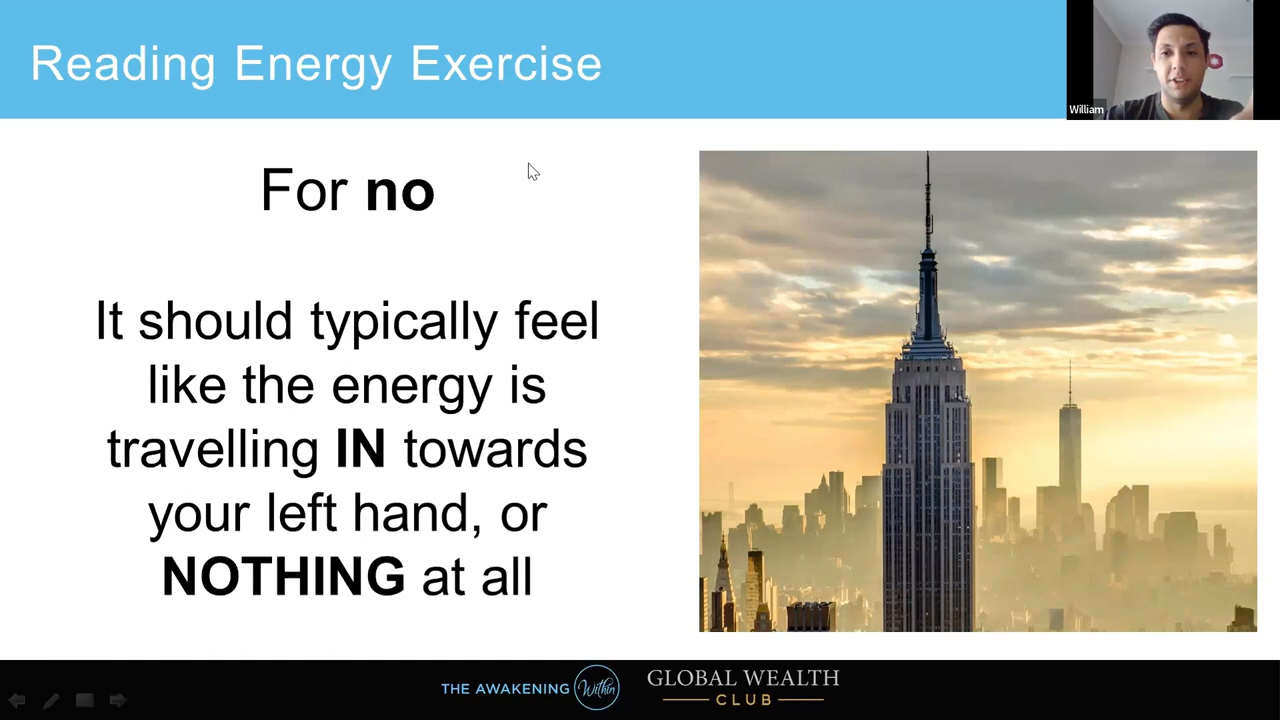 Reading Energy Exercise
William
For no
It should typically feel
like the energy is
travelling IN towards
your left hand, or
NOTHING at all
THE AWAKENING Within
GLOBAL WEALTH
CLUB